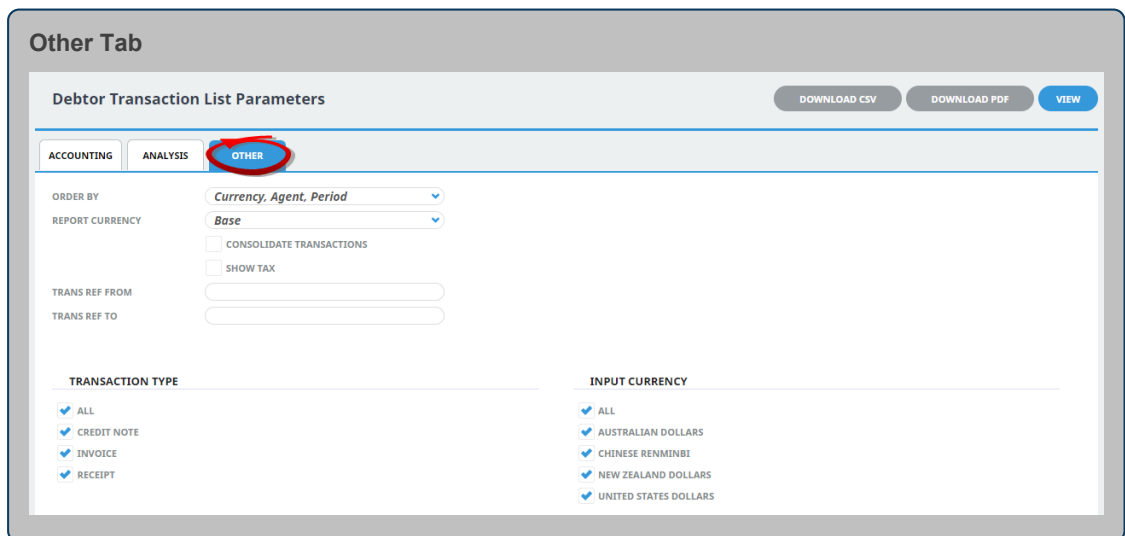 Other Tab
Debtor Transaction List Parameters
DOWNLOAD CSV
DOWNLOAD PDF
VIEW
ACCOUNTING
ANALYSIS
OTHER
ORDER BY
Currency, Agent, Period
REPORT CURRENCY
Base
CONSOLIDATE TRANSACTIONS
SHOW TAX
TRANS REF FROM
TRANS REF TO
TRANSACTION TYPE
ALL
CREDIT NOTE
INVOICE
RECEIPT
INPUT CURRENCY
ALL
AUSTRALIAN DOLLARS
CHINESE RENMINBI
NEW ZEALAND DOLLARS
UNITED STATES DOLLARS